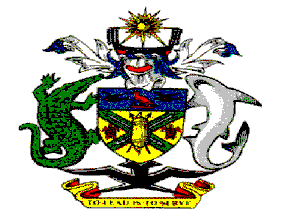 TO LEAD IS TO SERVE